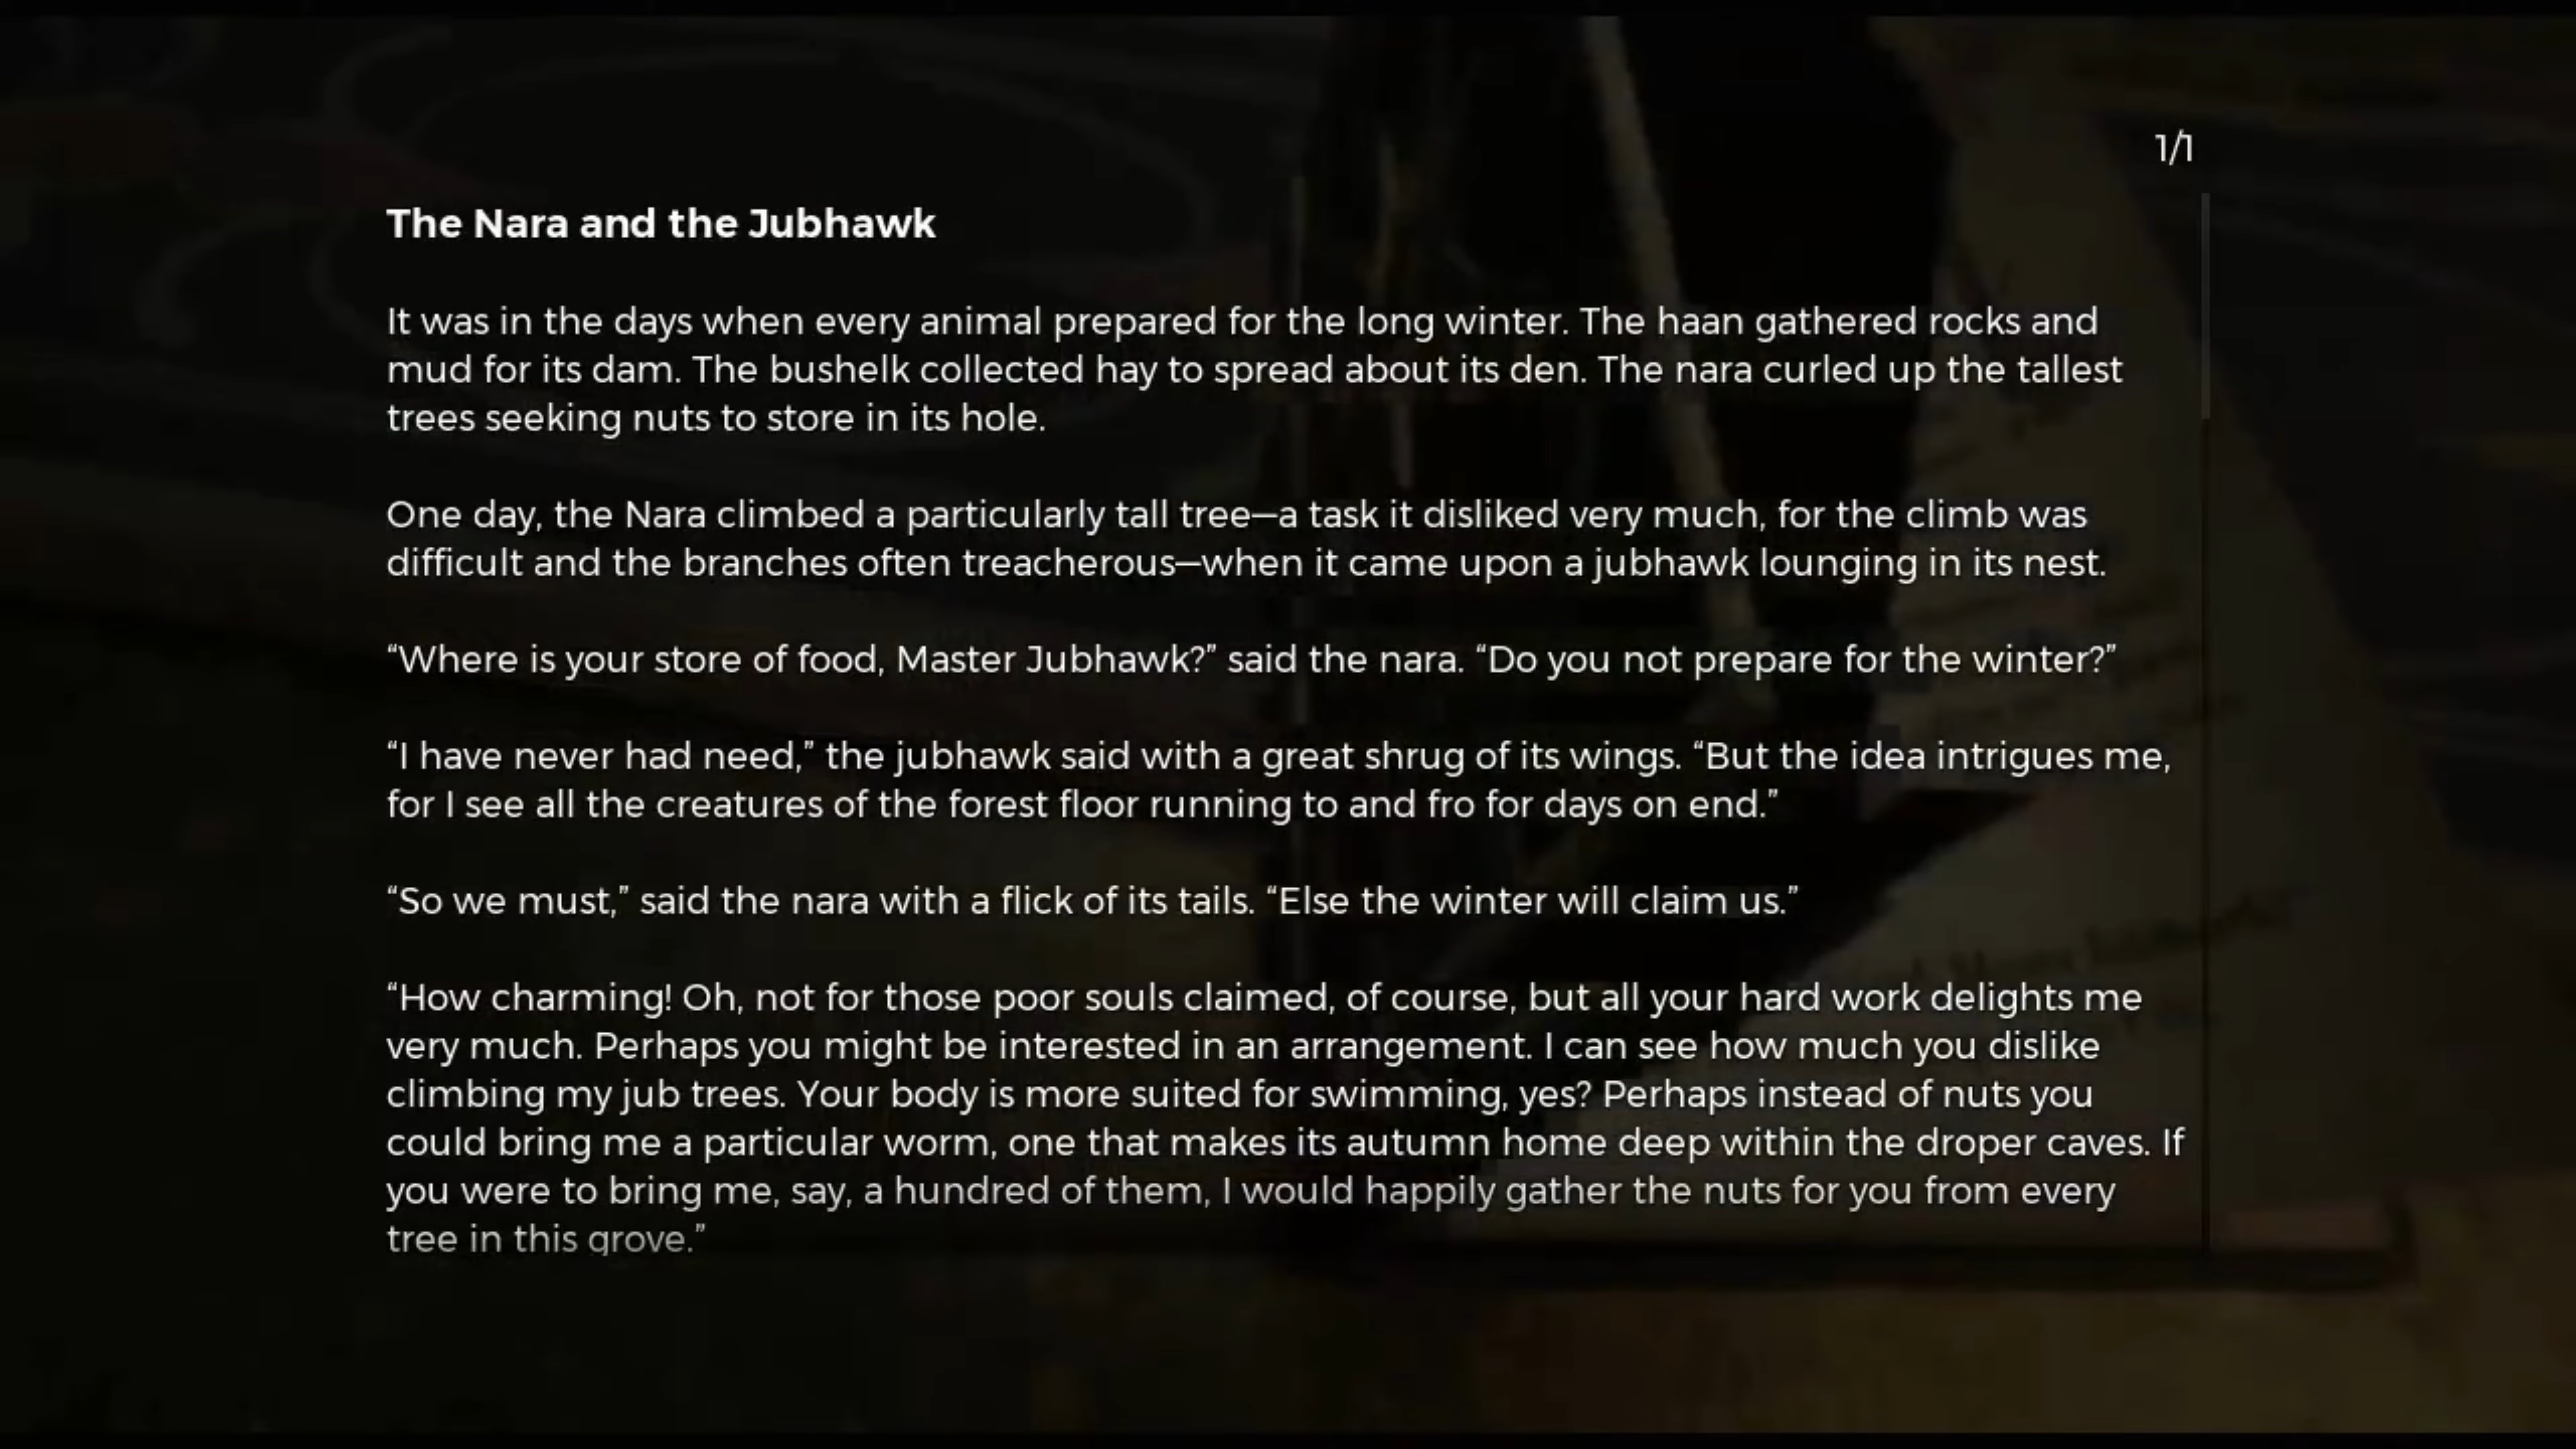 1/1
The Nara and the Jubhawk
It was in the days when every animal prepared for the long winter. The haan gathered rocks and
mud for its dam. The bushelk collected hay to spread about its den. The nara curled up the tallest
trees seeking nuts to store in its hole.
One day, the Nara climbed a particularly tall tree—a task it disliked very much, for the climb was
difficult and the branches often treacherous—when it came upon a jubhawk lounging in its nest.
“Where is your store of food, Master Jubhawk?” said the nara. “Do you not prepare for the winter?”
“I have never had need,” the jubhawk said with a great shrug of its wings. “But the idea intrigues me,
for I see all the creatures of the forest floor running to and fro for days on end.”
“So we must,” said the nara with a flick of its tails. “Else the winter will claim us.”
“How charming! Oh, not for those poor souls claimed, of course, but all your hard work delights me
very much. Perhaps you might be interested in an arrangement. I can see how much you dislike
climbing my jub trees. Your body is more suited for swimming, yes? Perhaps instead of nuts you
could bring me a particular worm, one that makes its autumn home deep within the droper caves. If
you were to bring me, say, a hundred of them, I would happily gather the nuts for you from every
tree in this grove.”